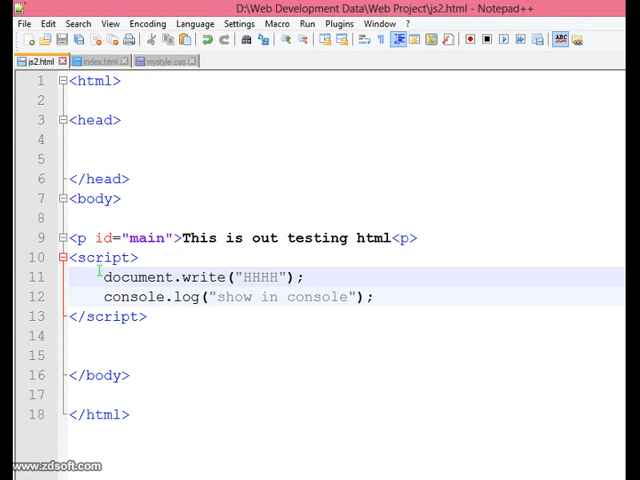 D:\Web Development Data\Web Project\js2.html - Notepad++
File Edit Search View Encoding Language Settings Macro Run Plugins Window ?
js2.html index.html mystyle.css
1 <html>
2
3 <head>
4
5
6 </head>
7 <body>
8
9 <p id="main">This is out testing html<p>
10 <script>
11 document.write("HHHH");
12 console.log("show in console");
13 </script>
14
15
16 </body>
17
18 </html>
www.zdsoft.com